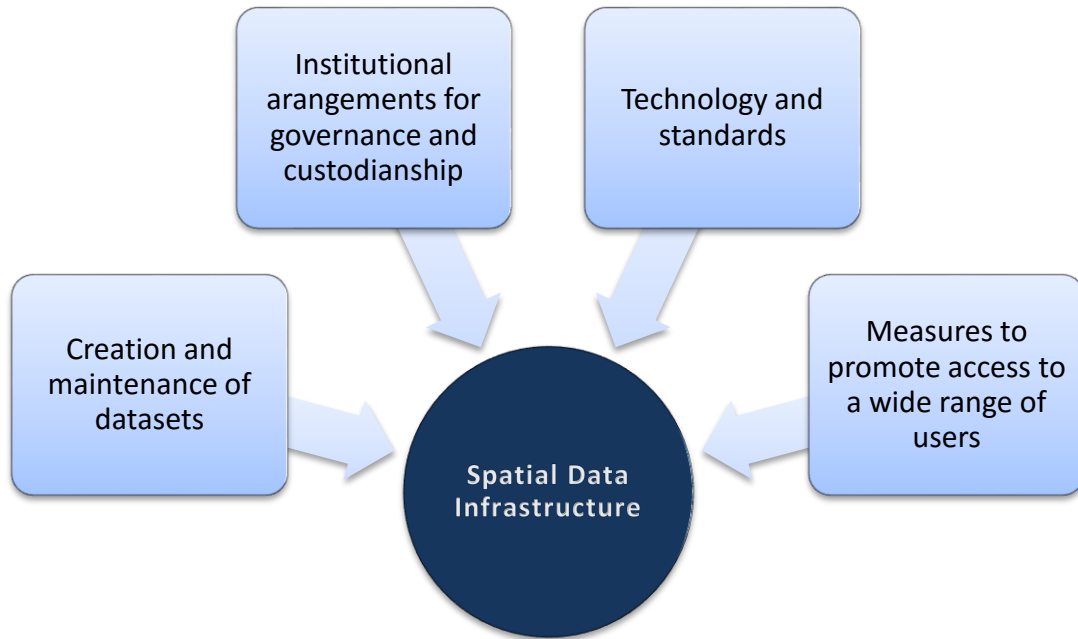 Institutional
arangements for
governance and
custodianship
Technology and
standards
Creation and
maintenance of
datasets
Measures to
promote access to
a wide range of
users
Spatial Data
Infrastructure